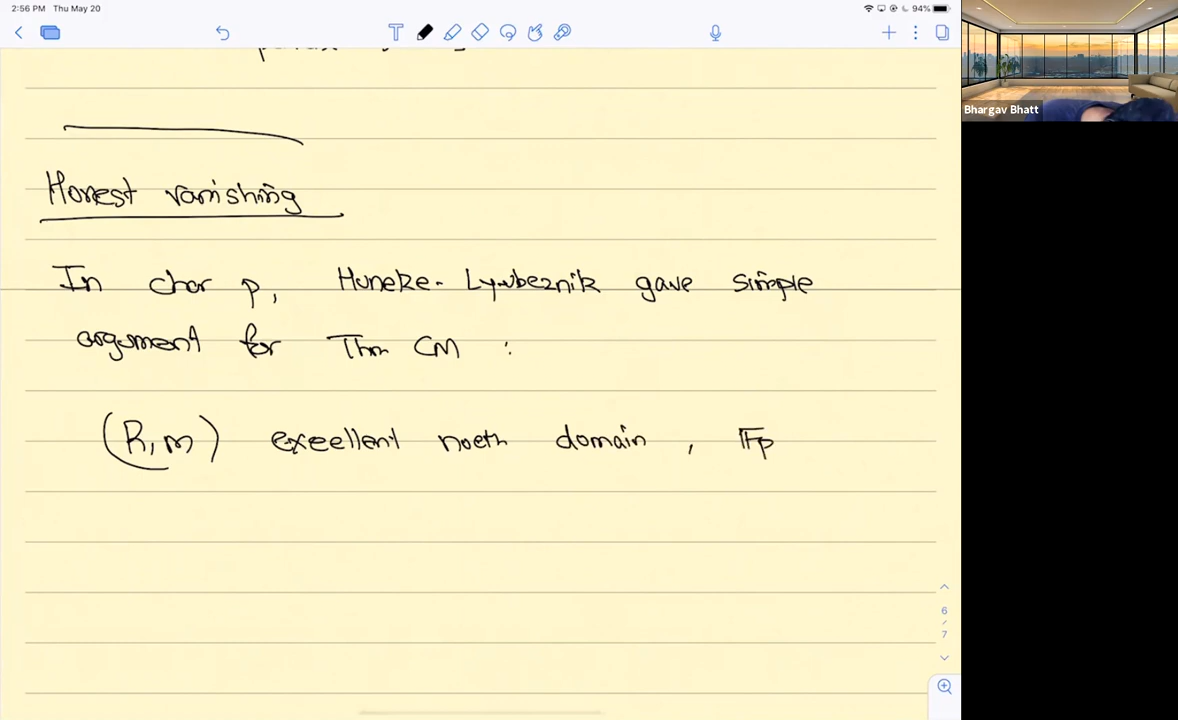 2:56 PM Thu May 20
94%
Bhargav Bhatt
Honest vanishing
In char p, Huneke-Lyubeznik gave simple
argument for Thm CM :
(R, m) excellent noeth domain, Fp
6
/
7